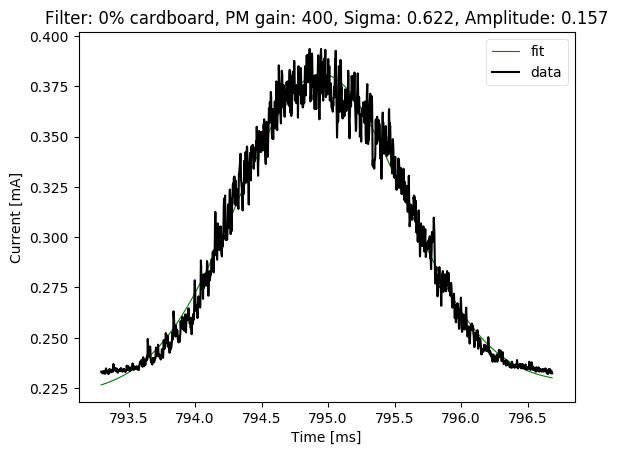 Filter: 0% cardboard, PM gain: 400, Sigma: 0.622, Amplitude: 0.157
0.400
0.375
0.350
0.325
0.300
0.275
0.250
0.225
Current [mA]
fit
data
793.5 794.0 794.5 795.0 795.5 796.0 796.5
Time [ms]